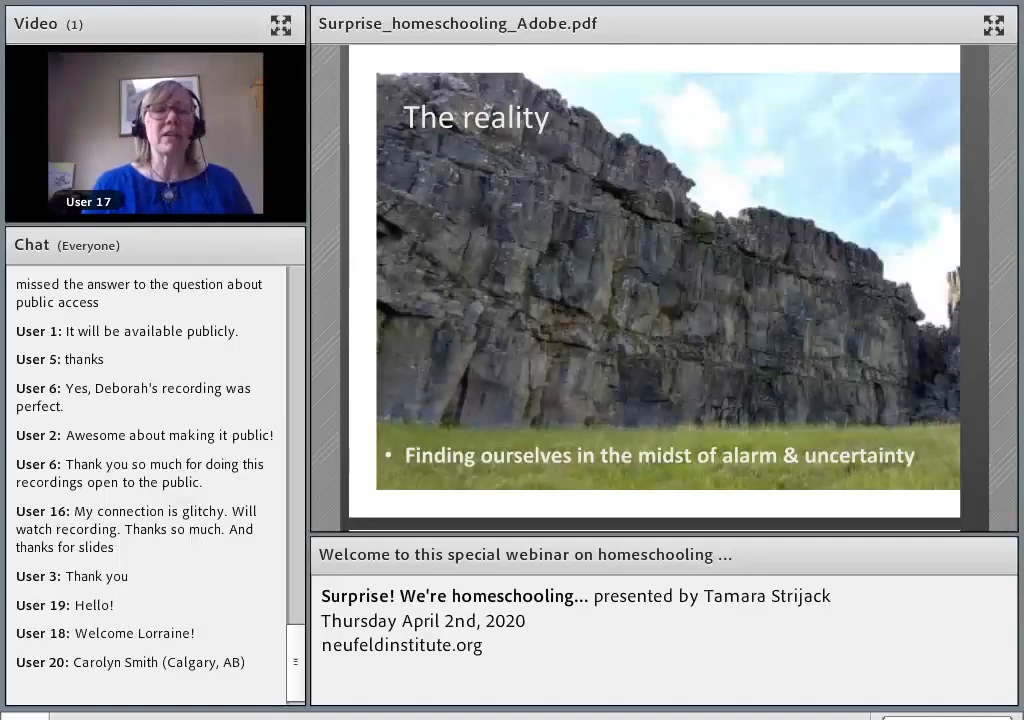 Video (1)
User 17
Chat (Everyone)
missed the answer to the question about
public access
User 1: It will be available publicly.
User 5: thanks
User 6: Yes, Deborah's recording was
perfect.
User 2: Awesome about making it public!
User 6: Thank you so much for doing this
recordings open to the public.
User 16: My connection is glitchy. Will
watch recording. Thanks so much. And
thanks for slides
User 3: Thank you
User 19: Hello!
User 18: Welcome Lorraine!
User 20: Carolyn Smith (Calgary, AB)
Surprise_homeschooling_Adobe.pdf
The reality
• Finding ourselves in the midst of alarm & uncertainty
Welcome to this special webinar on homeschooling ...
Surprise! We're homeschooling... presented by Tamara Strijack
Thursday April 2nd, 2020
neufeldinstitute.org